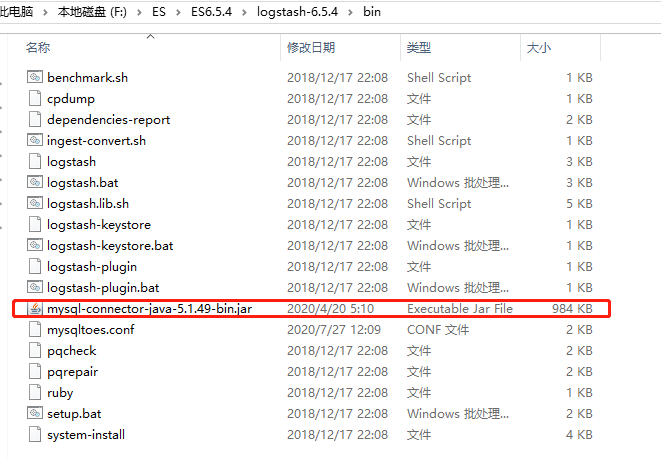 此电脑 > 本地磁盘 (F:) > ES > ES6.5.4 > logstash-6.5.4 > bin
名称 修改日期 类型 大小
benchmark.sh 2018/12/17 22:08 Shell Script 1 KB
cpdump 2018/12/17 22:08 文件 1 KB
dependencies-report 2018/12/17 22:08 文件 2 KB
ingest-convert.sh 2018/12/17 22:08 Shell Script 1 KB
logstash 2018/12/17 22:08 文件 3 KB
logstash.bat 2018/12/17 22:08 Windows 批处理... 3 KB
logstash.lib.sh 2018/12/17 22:08 Shell Script 5 KB
logstash-keystore 2018/12/17 22:08 文件 1 KB
logstash-keystore.bat 2018/12/17 22:08 Windows 批处理... 1 KB
logstash-plugin 2018/12/17 22:08 文件 1 KB
logstash-plugin.bat 2018/12/17 22:08 Windows 批处理... 1 KB
mysql-connector-java-5.1.49-bin.jar 2020/4/20 5:10 Executable Jar File 984 KB
mysqltoes.conf 2020/7/27 12:09 CONF 文件 2 KB
pqcheck 2018/12/17 22:08 文件 2 KB
pqrepair 2018/12/17 22:08 文件 2 KB
ruby 2018/12/17 22:08 文件 1 KB
setup.bat 2018/12/17 22:08 Windows 批处理... 2 KB
system-install 2018/12/17 22:08 文件 4 KB